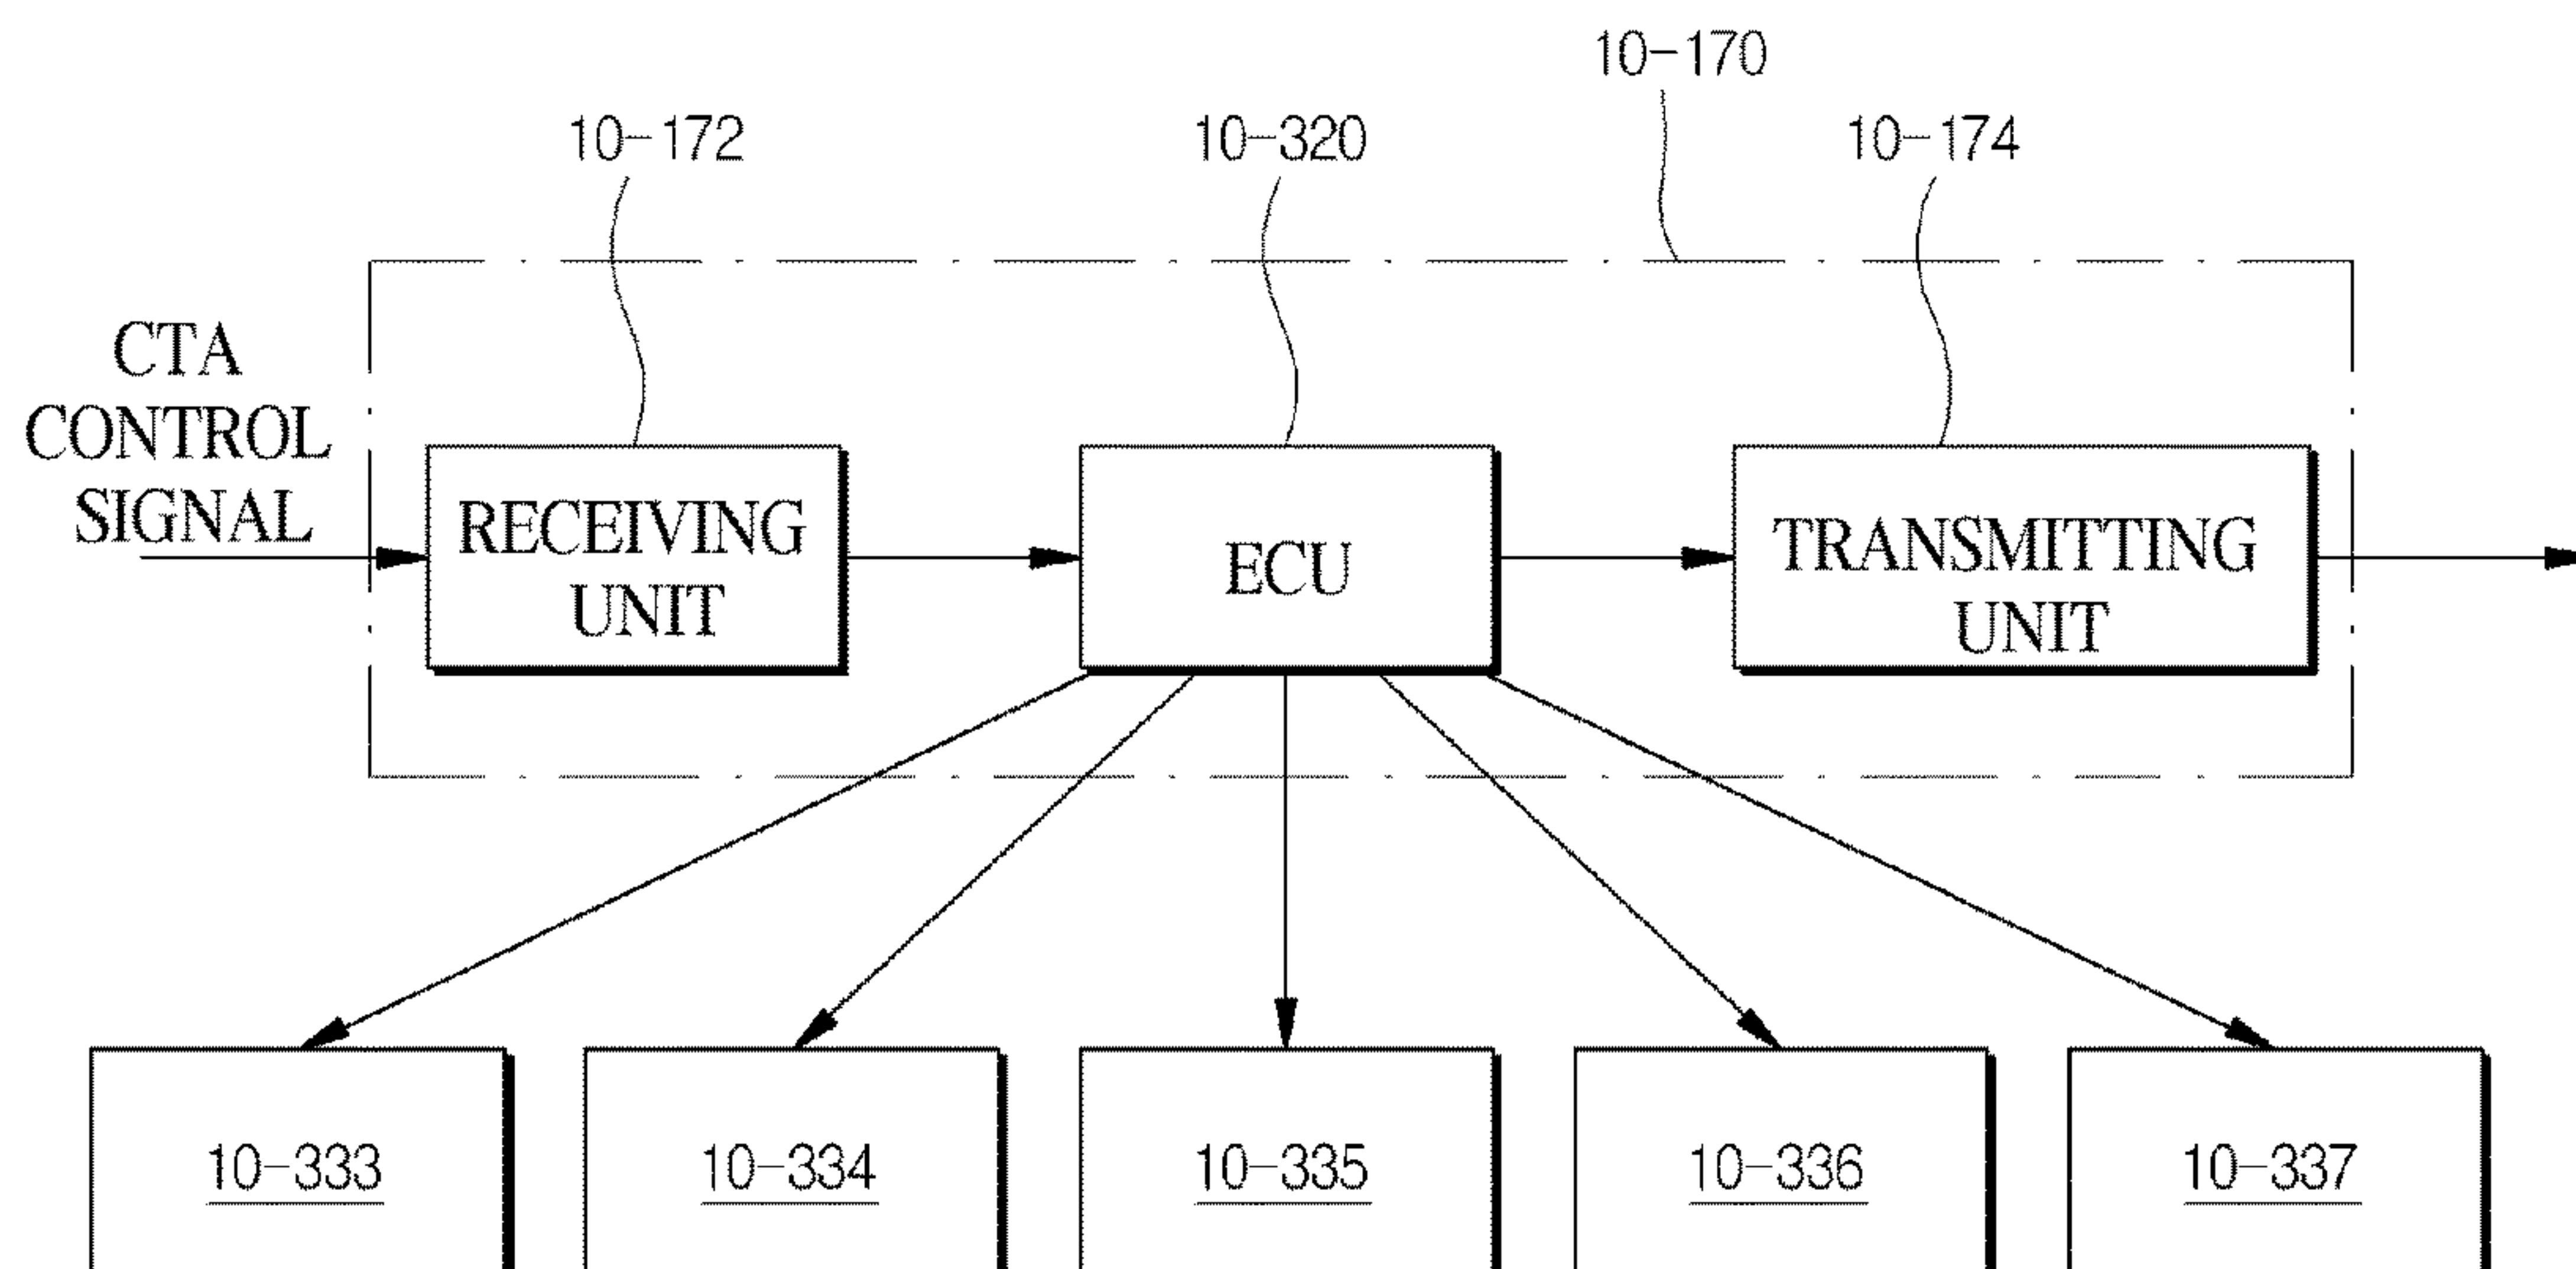 10-170
10-172
10-320
10-174
CTA
CONTROL
SIGNAL
RECEIVING
UNIT
ECU
TRANSMITTING
UNIT
10-333
10-334
10-335
10-336
10-337